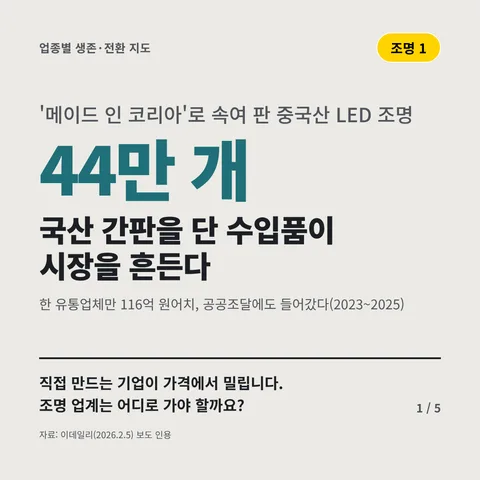 업종별 생존·전환 지도
조명 1
'메이드 인 코리아'로 속여 판 중국산 LED 조명
44만 개
국산 간판을 단 수입품이
시장을 흔든다
한 유통업체만 116억 원어치, 공공조달에도 들어갔다(2023~2025)
직접 만드는 기업이 가격에서 밀립니다.
조명 업계는 어디로 가야 할까요?
1 / 5
자료: 이데일리(2026.2.5) 보도 인용